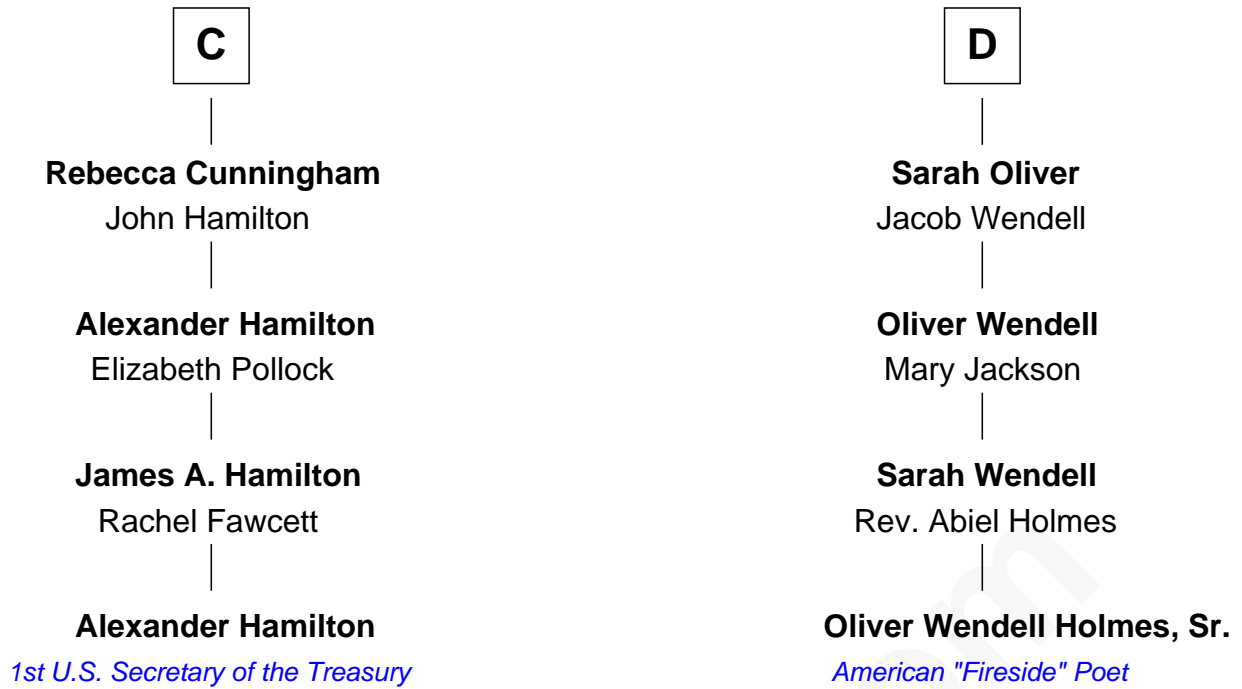 C
Rebecca Cunningham
John Hamilton
Alexander Hamilton
Elizabeth Pollock
James A. Hamilton
Rachel Fawcett
Alexander Hamilton
1st U.S. Secretary of the Treasury
D
Sarah Oliver
Jacob Wendell
Oliver Wendell
Mary Jackson
Sarah Wendell
Rev. Abiel Holmes
Oliver Wendell Holmes, Sr.
American "Fireside" Poet